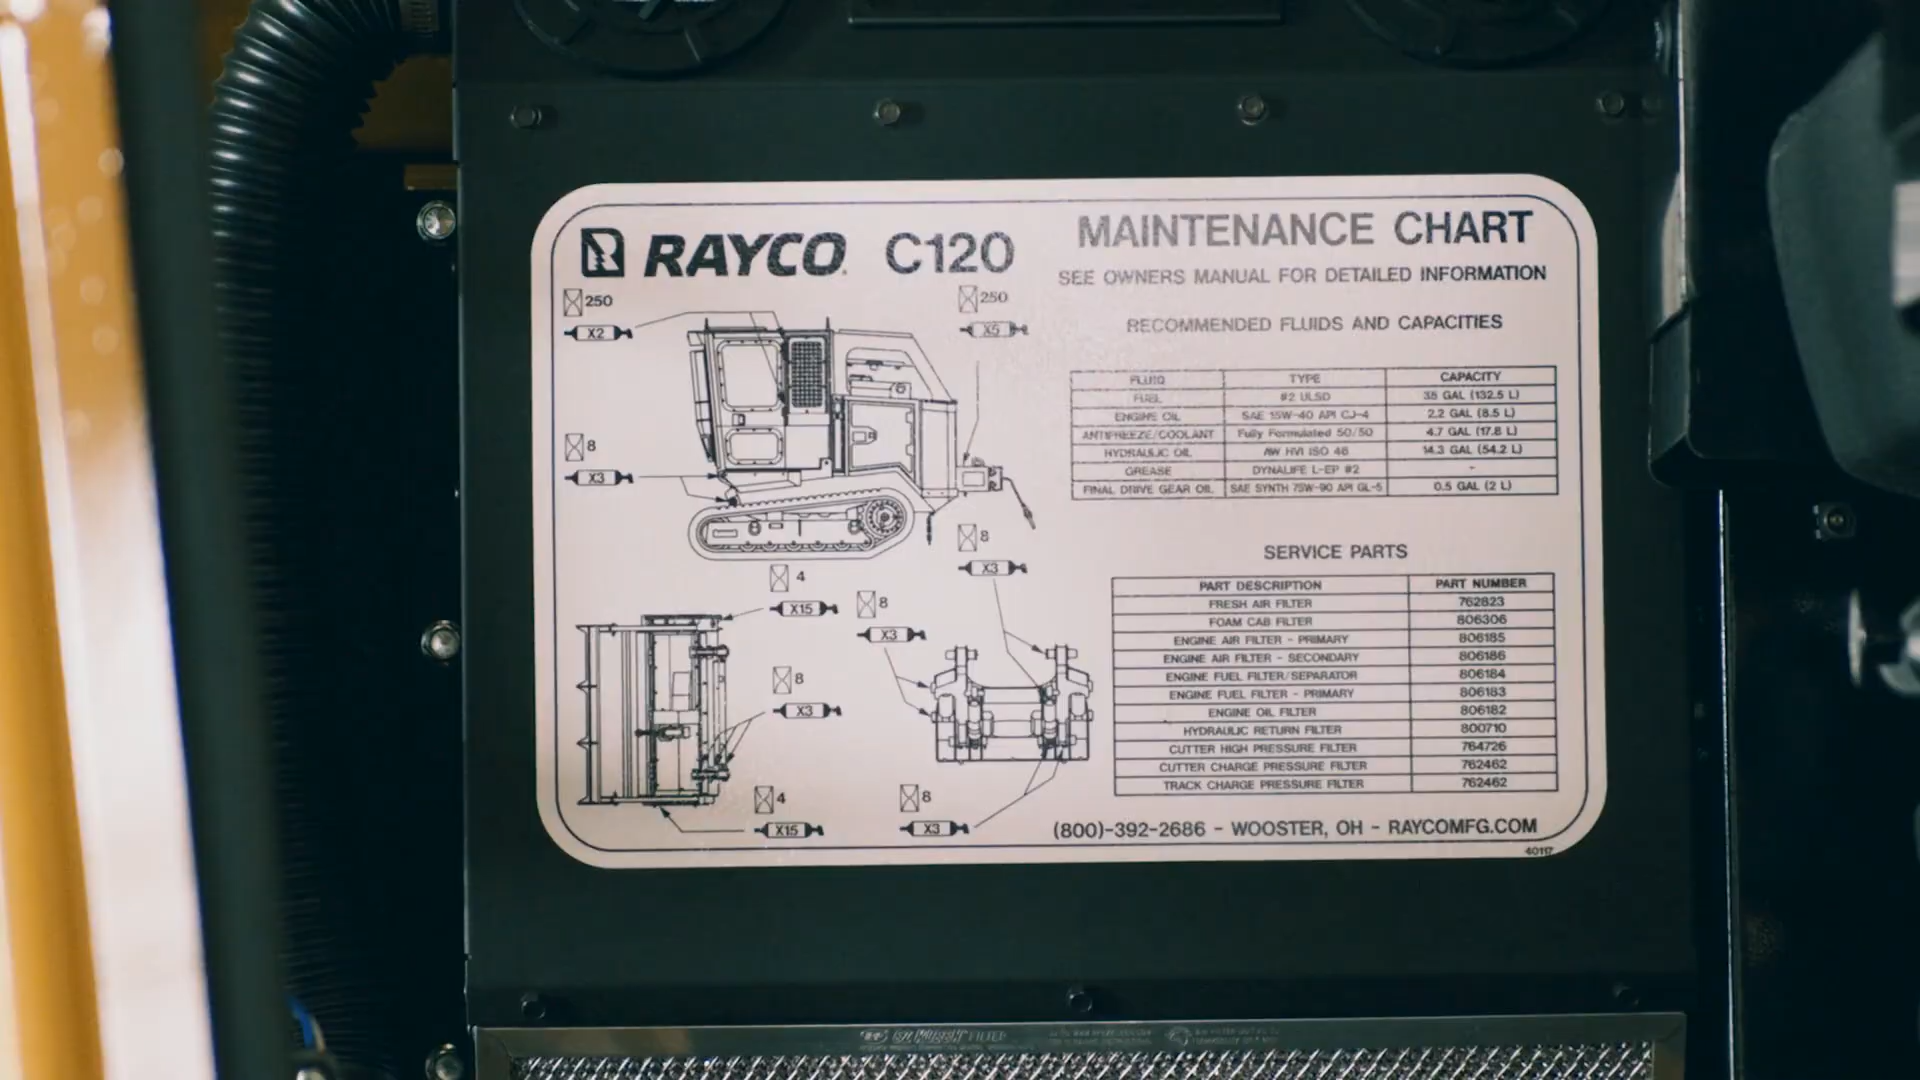 RAYCO. C120
250
X2
250
X5
8
X3
8
X3
4
X15
8
X3
8
X3
4
X15
8
X3
MAINTENANCE CHART
SEE OWNERS MANUAL FOR DETAILED INFORMATION
RECOMMENDED FLUIDS AND CAPACITIES
FLUID TYPE CAPACITY
FUEL #2 ULSD 35 GAL (132.5 L)
ENGINE OIL SAE 15W-40 API CJ-4 2.2 GAL (8.5 L)
ANTIFREEZE/COOLANT Fully Formulated 50/50 4.7 GAL (17.8 L)
HYDRAULIC OIL AW HVI ISO 46 14.3 GAL (54.2 L)
GREASE DYNALIFE L-EP #2 -
FINAL DRIVE GEAR OIL SAE SYNTH 75W-90 API GL-5 0.5 GAL (2 L)
SERVICE PARTS
PART DESCRIPTION PART NUMBER
FRESH AIR FILTER 762823
FOAM CAB FILTER 806306
ENGINE AIR FILTER - PRIMARY 806185
ENGINE AIR FILTER - SECONDARY 806186
ENGINE FUEL FILTER/SEPARATOR 806184
ENGINE FUEL FILTER - PRIMARY 806183
ENGINE OIL FILTER 806182
HYDRAULIC RETURN FILTER 800710
CUTTER HIGH PRESSURE FILTER 764726
CUTTER CHARGE PRESSURE FILTER 762462
TRACK CHARGE PRESSURE FILTER 762462
(800)-392-2686 - WOOSTER, OH - RAYCOMFG.COM
40117
FILTER